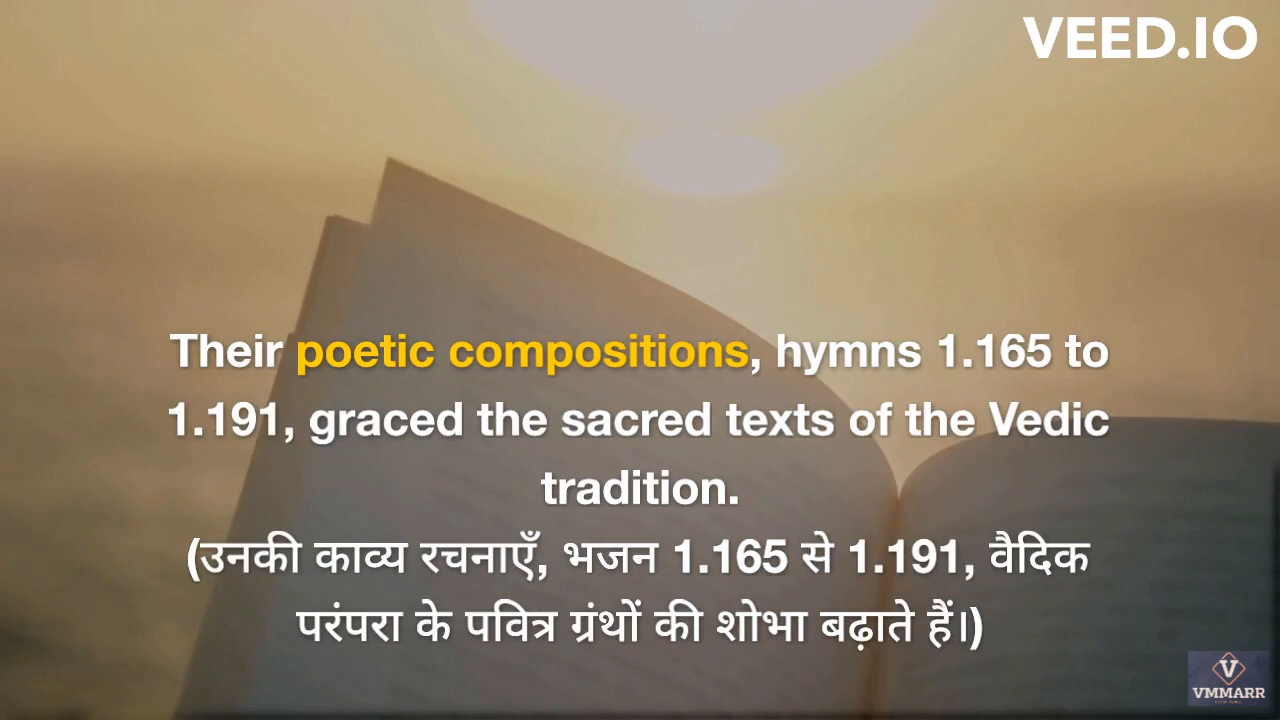 VEED.IO
Their poetic compositions, hymns 1.165 to
1.191, graced the sacred texts of the Vedic
tradition.
(उनकी काव्य रचनाएँ, भजन 1.165 से 1.191, वैदिक
परंपरा के पवित्र ग्रंथों की शोभा बढ़ाते हैं।)
V
VMMARR